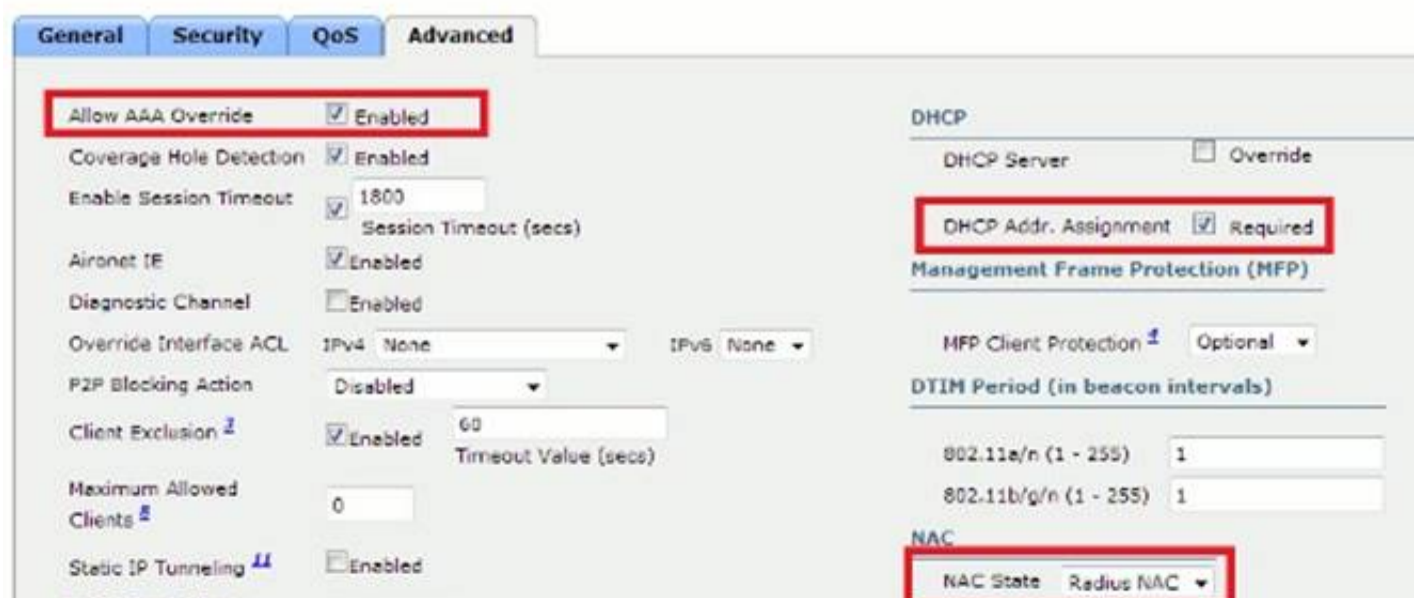 General Security QoS Advanced
Allow AAA Override Enabled
Coverage Hole Detection Enabled
Enable Session Timeout 1800
Session Timeout (secs)
Aironet IE Enabled
Diagnostic Channel Enabled
Override Interface ACL IPv4 None IPv6 None
P2P Blocking Action Disabled
Client Exclusion 3 Enabled 60
Timeout Value (secs)
Maximum Allowed
Clients 8 0
Static IP Tunneling 11 Enabled
DHCP
DHCP Server Override
DHCP Addr. Assignment Required
Management Frame Protection (MFP)
MFP Client Protection 4 Optional
DTIM Period (in beacon intervals)
802.11a/n (1 - 255) 1
802.11b/g/n (1 - 255) 1
NAC
NAC State Radius NAC